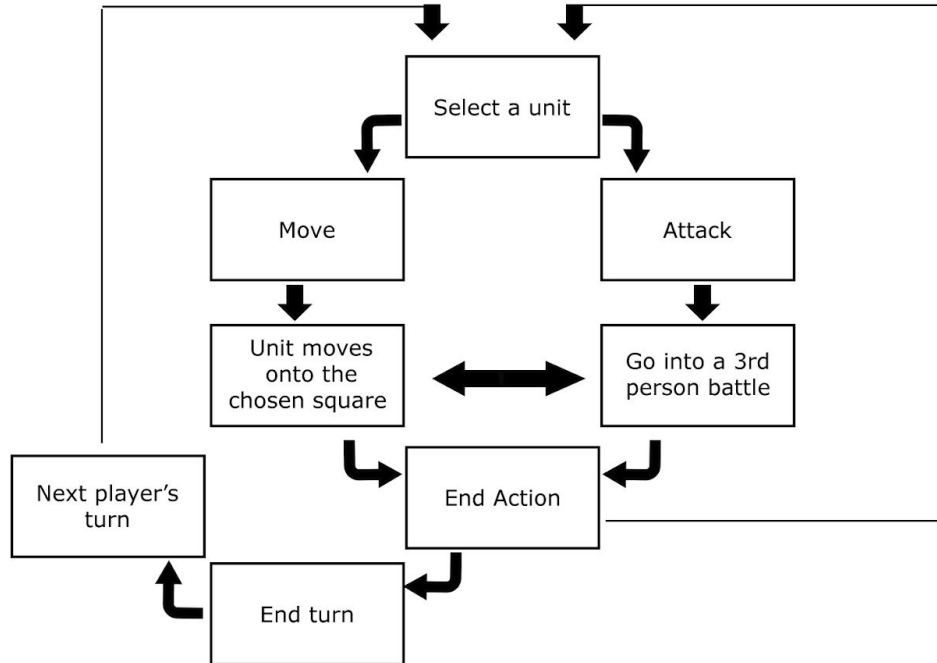 Select a unit
Move
Attack
Unit moves
onto the
chosen square
Go into a 3rd
person battle
Next player’s
turn
End Action
End turn